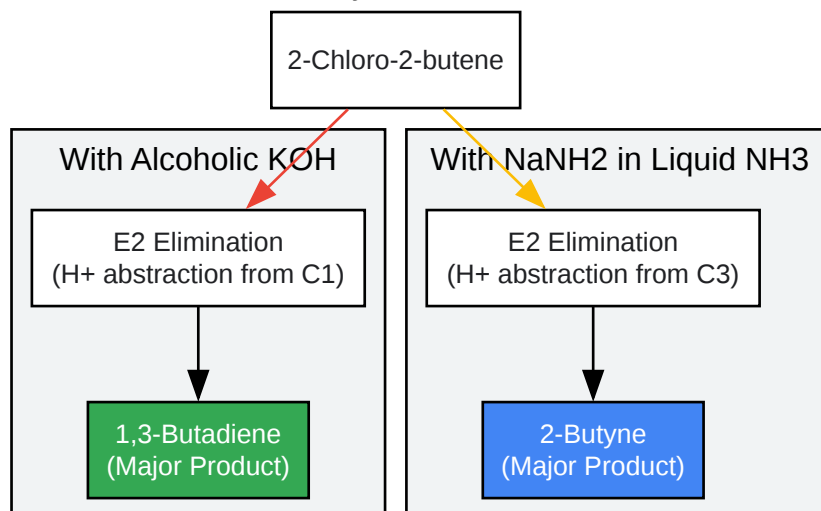 2-Chloro-2-butene
With Alcoholic KOH
E2 Elimination
(H+ abstraction from C1)
1,3-Butadiene
(Major Product)
With NaNH2 in Liquid NH3
E2 Elimination
(H+ abstraction from C3)
2-Butyne
(Major Product)